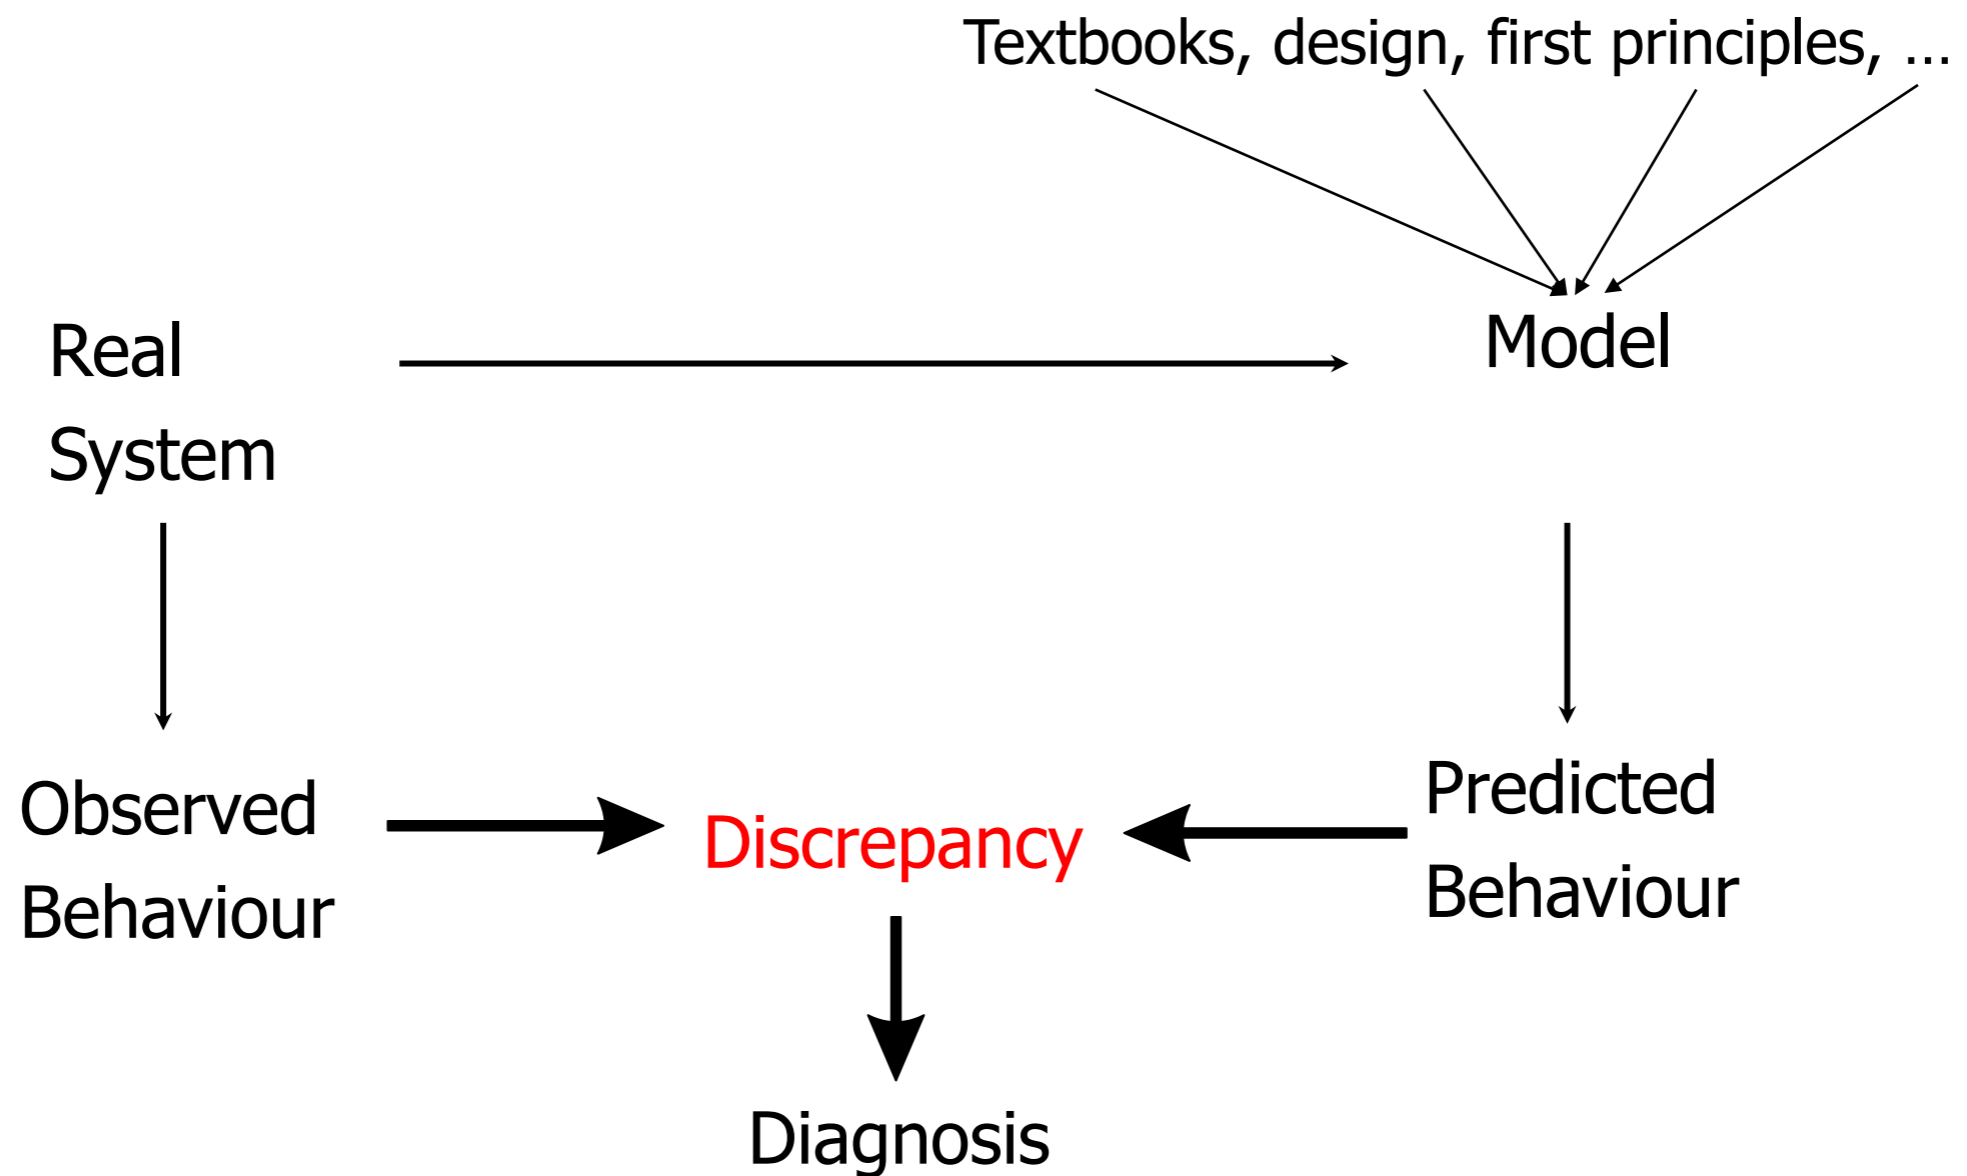 Textbooks, design, first principles, ...
Real
System
Model
Observed
Behaviour
Discrepancy
Predicted
Behaviour
Diagnosis